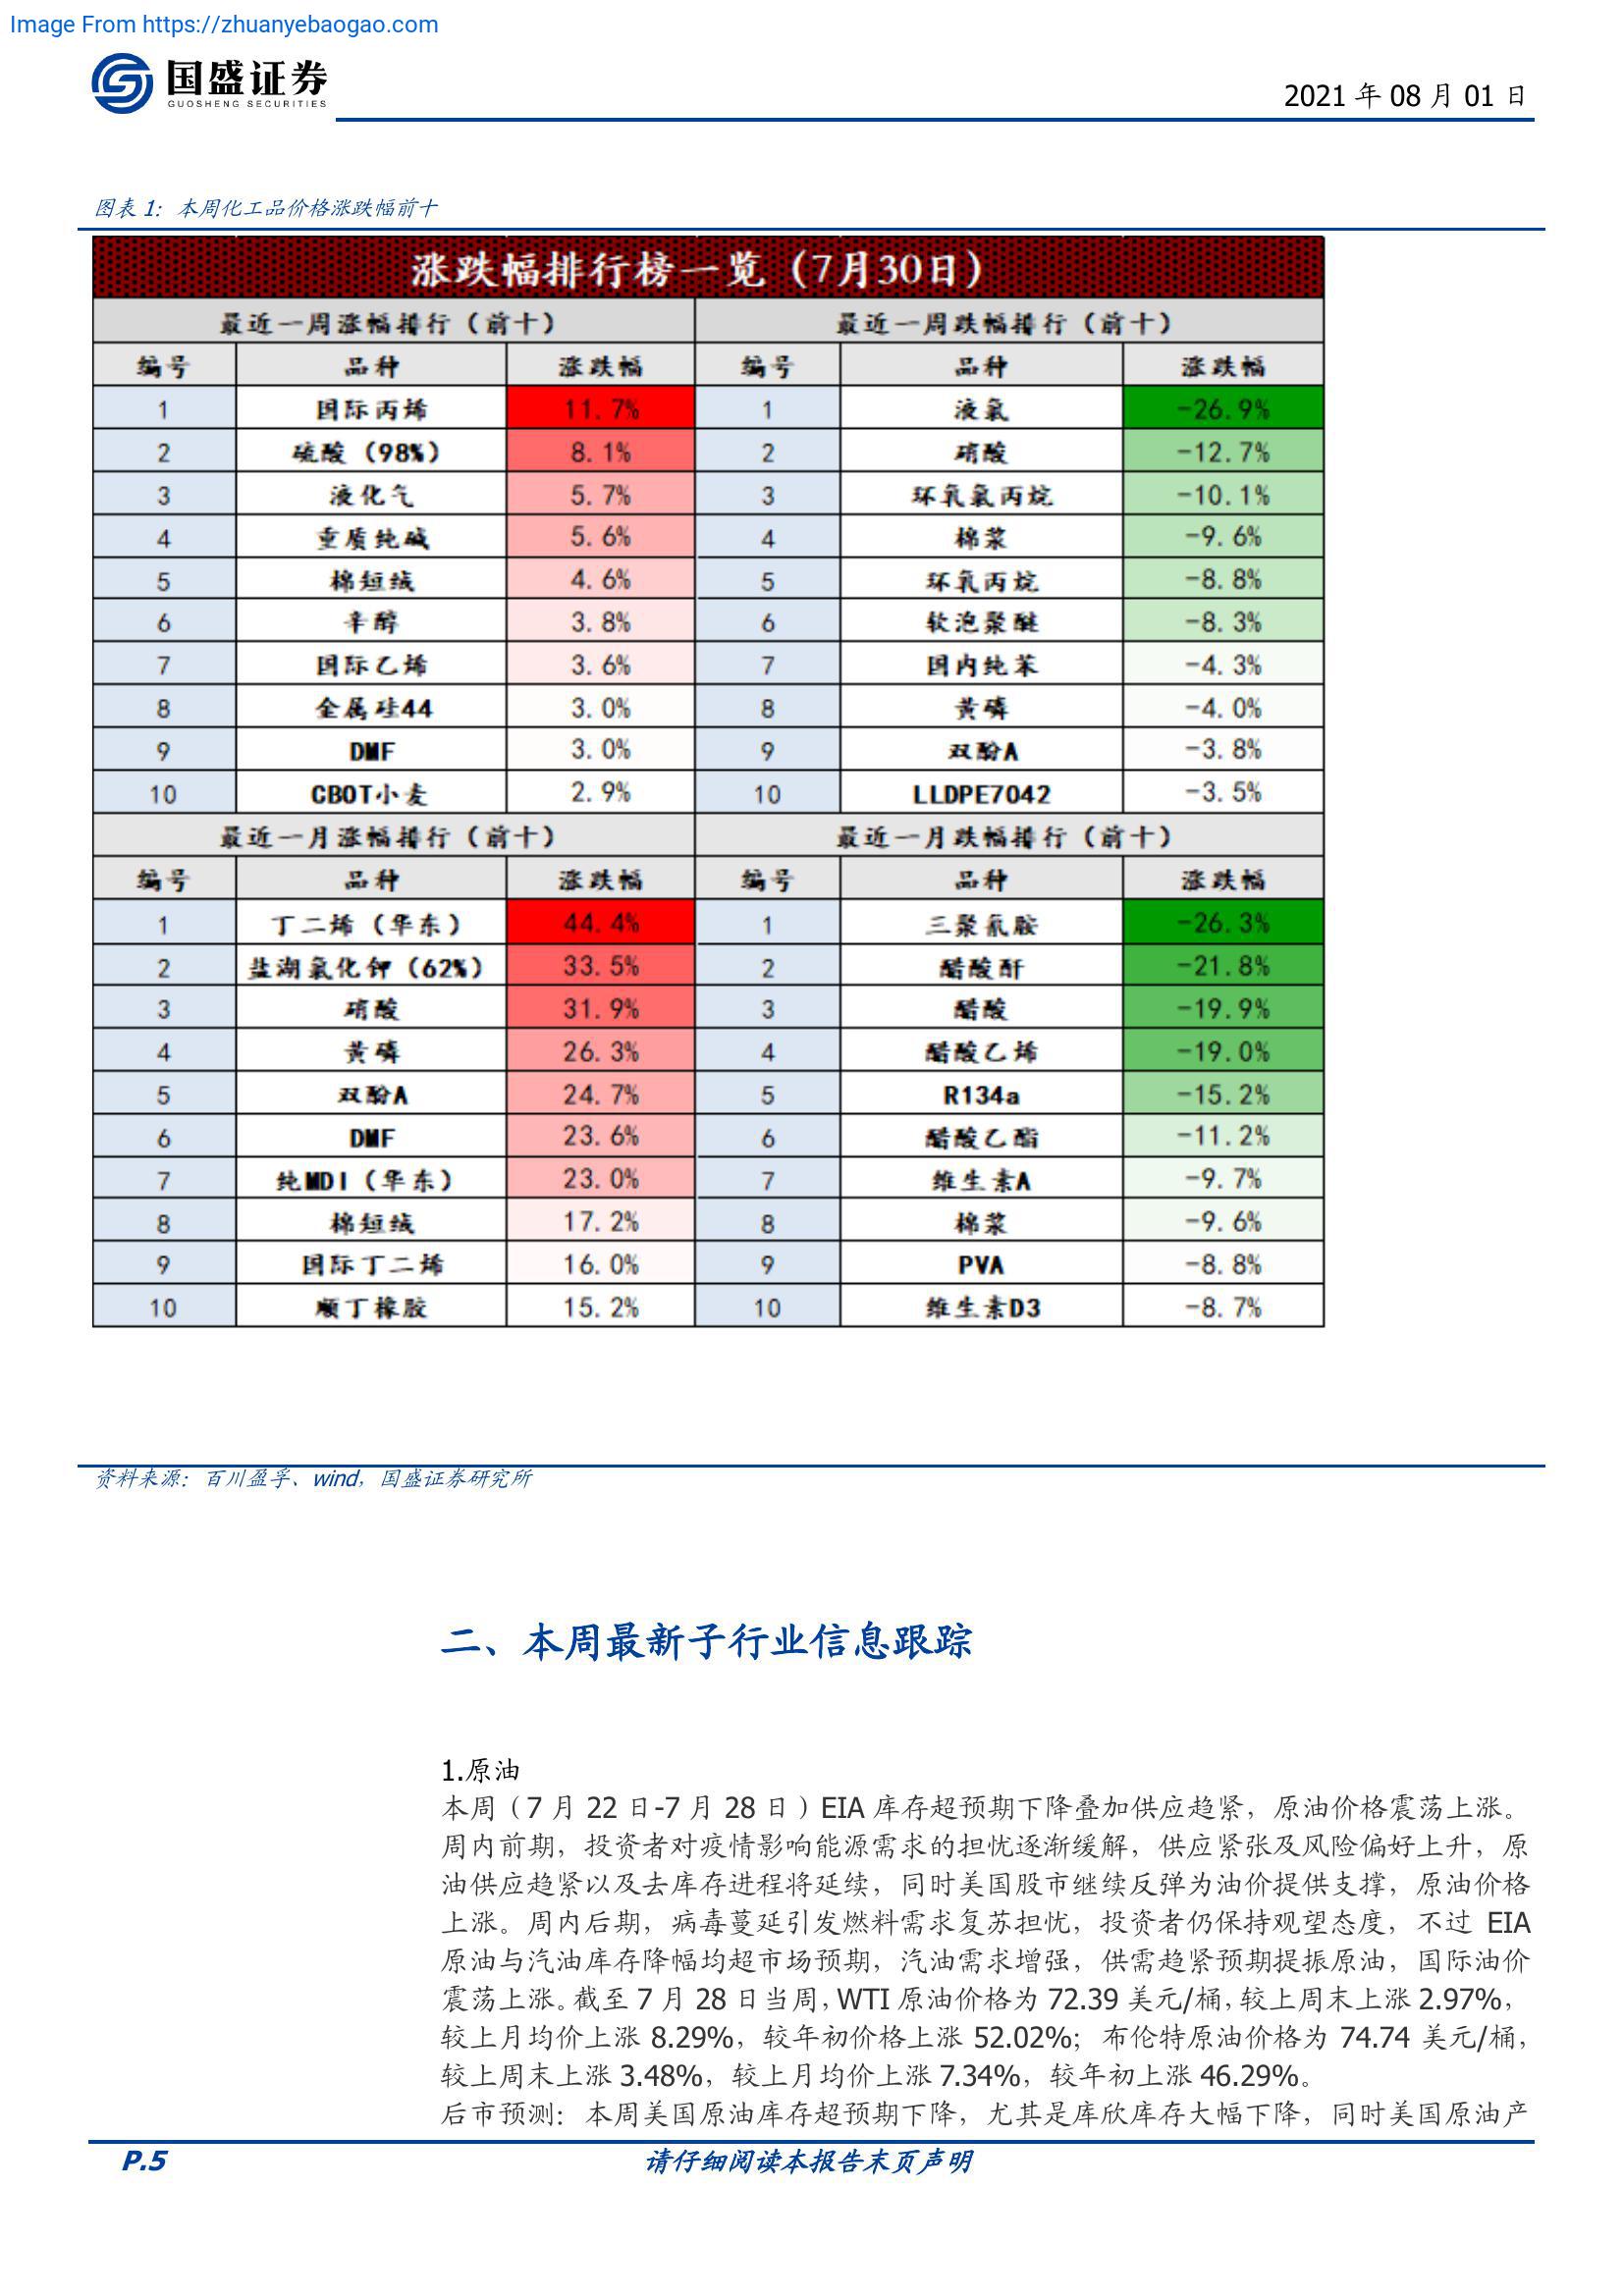 Image From https://zhuanyebaogao.com
国盛证券
GUOSHENG SECURITIES
2021 年 08 月 01 日
图表 1：本周化工品价格涨跌幅前十
涨跌幅排行榜一览（7月30日）
最近一周涨幅排行（前十） 最近一周跌幅排行（前十）
编号 品种 涨跌幅 编号 品种 涨跌幅
1 国际丙烯 11.7% 1 液氯 -26.9%
2 硫酸（98%） 8.1% 2 硝酸 -12.7%
3 液化气 5.7% 3 环氧氯丙烷 -10.1%
4 重质纯碱 5.6% 4 棉浆 -9.6%
5 棉短绒 4.6% 5 环氧丙烷 -8.8%
6 辛醇 3.8% 6 软泡聚醚 -8.3%
7 国际乙烯 3.6% 7 国内纯苯 -4.3%
8 金属硅44 3.0% 8 黄磷 -4.0%
9 DMF 3.0% 9 双酚A -3.8%
10 CBOT小麦 2.9% 10 LLDPE7042 -3.5%
最近一月涨幅排行（前十） 最近一月跌幅排行（前十）
编号 品种 涨跌幅 编号 品种 涨跌幅
1 丁二烯（华东） 44.4% 1 三聚氰胺 -26.3%
2 盐湖氯化钾（62%） 33.5% 2 醋酸酐 -21.8%
3 硝酸 31.9% 3 醋酸 -19.9%
4 黄磷 26.3% 4 醋酸乙烯 -19.0%
5 双酚A 24.7% 5 R134a -15.2%
6 DMF 23.6% 6 醋酸乙酯 -11.2%
7 纯MDI（华东） 23.0% 7 维生素A -9.7%
8 棉短绒 17.2% 8 棉浆 -9.6%
9 国际丁二烯 16.0% 9 PVA -8.8%
10 顺丁橡胶 15.2% 10 维生素D3 -8.7%
资料来源：百川盈孚、wind，国盛证券研究所
二、本周最新子行业信息跟踪
1.原油
本周（7 月 22 日-7 月 28 日）EIA 库存超预期下降叠加供应趋紧，原油价格震荡上涨。
周内前期，投资者对疫情影响能源需求的担忧逐渐缓解，供应紧张及风险偏好上升，原
油供应趋紧以及去库存进程将延续，同时美国股市继续反弹为油价提供支撑，原油价格
上涨。周内后期，病毒蔓延引发燃料需求复苏担忧，投资者仍保持观望态度，不过 EIA
原油与汽油库存降幅均超市场预期，汽油需求增强，供需趋紧预期提振原油，国际油价
震荡上涨。截至 7 月 28 日当周，WTI 原油价格为 72.39 美元/桶，较上周末上涨 2.97%，
较上月均价上涨 8.29%，较年初价格上涨 52.02%；布伦特原油价格为 74.74 美元/桶，
较上周末上涨 3.48%，较上月均价上涨 7.34%，较年初上涨 46.29%。
后市预测：本周美国原油库存超预期下降，尤其是库欣库存大幅下降，同时美国原油产
P.5
请仔细阅读本报告末页声明